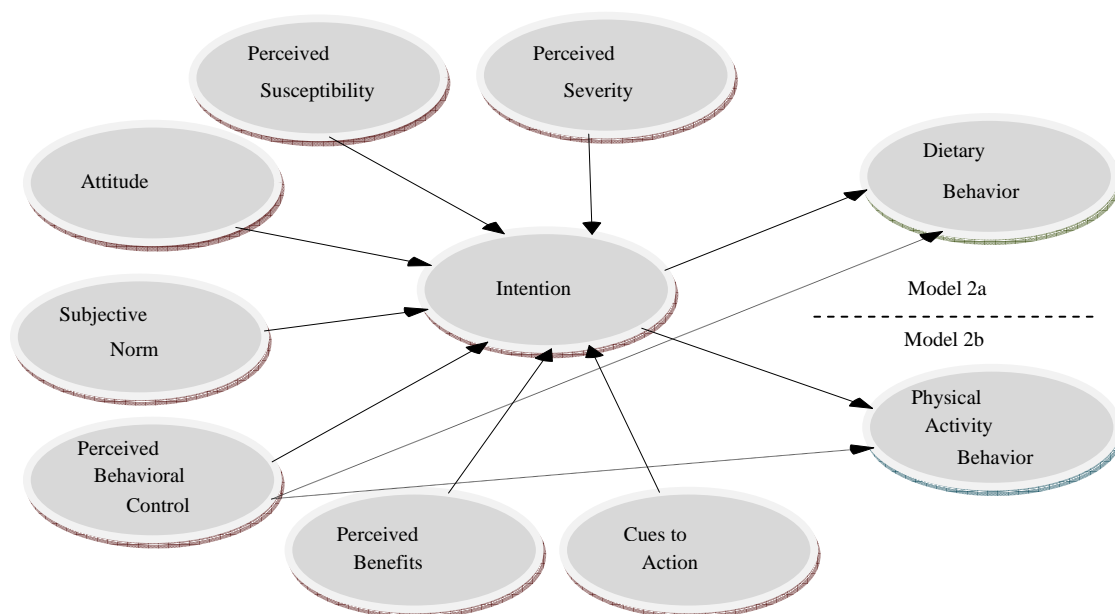 Perceived
Susceptibility
Perceived
Severity
Attitude
Dietary
Behavior
Intention
Subjective
Norm
Model 2a
Model 2b
Perceived
Behavioral
Control
Physical
Activity
Behavior
Perceived
Benefits
Cues to
Action